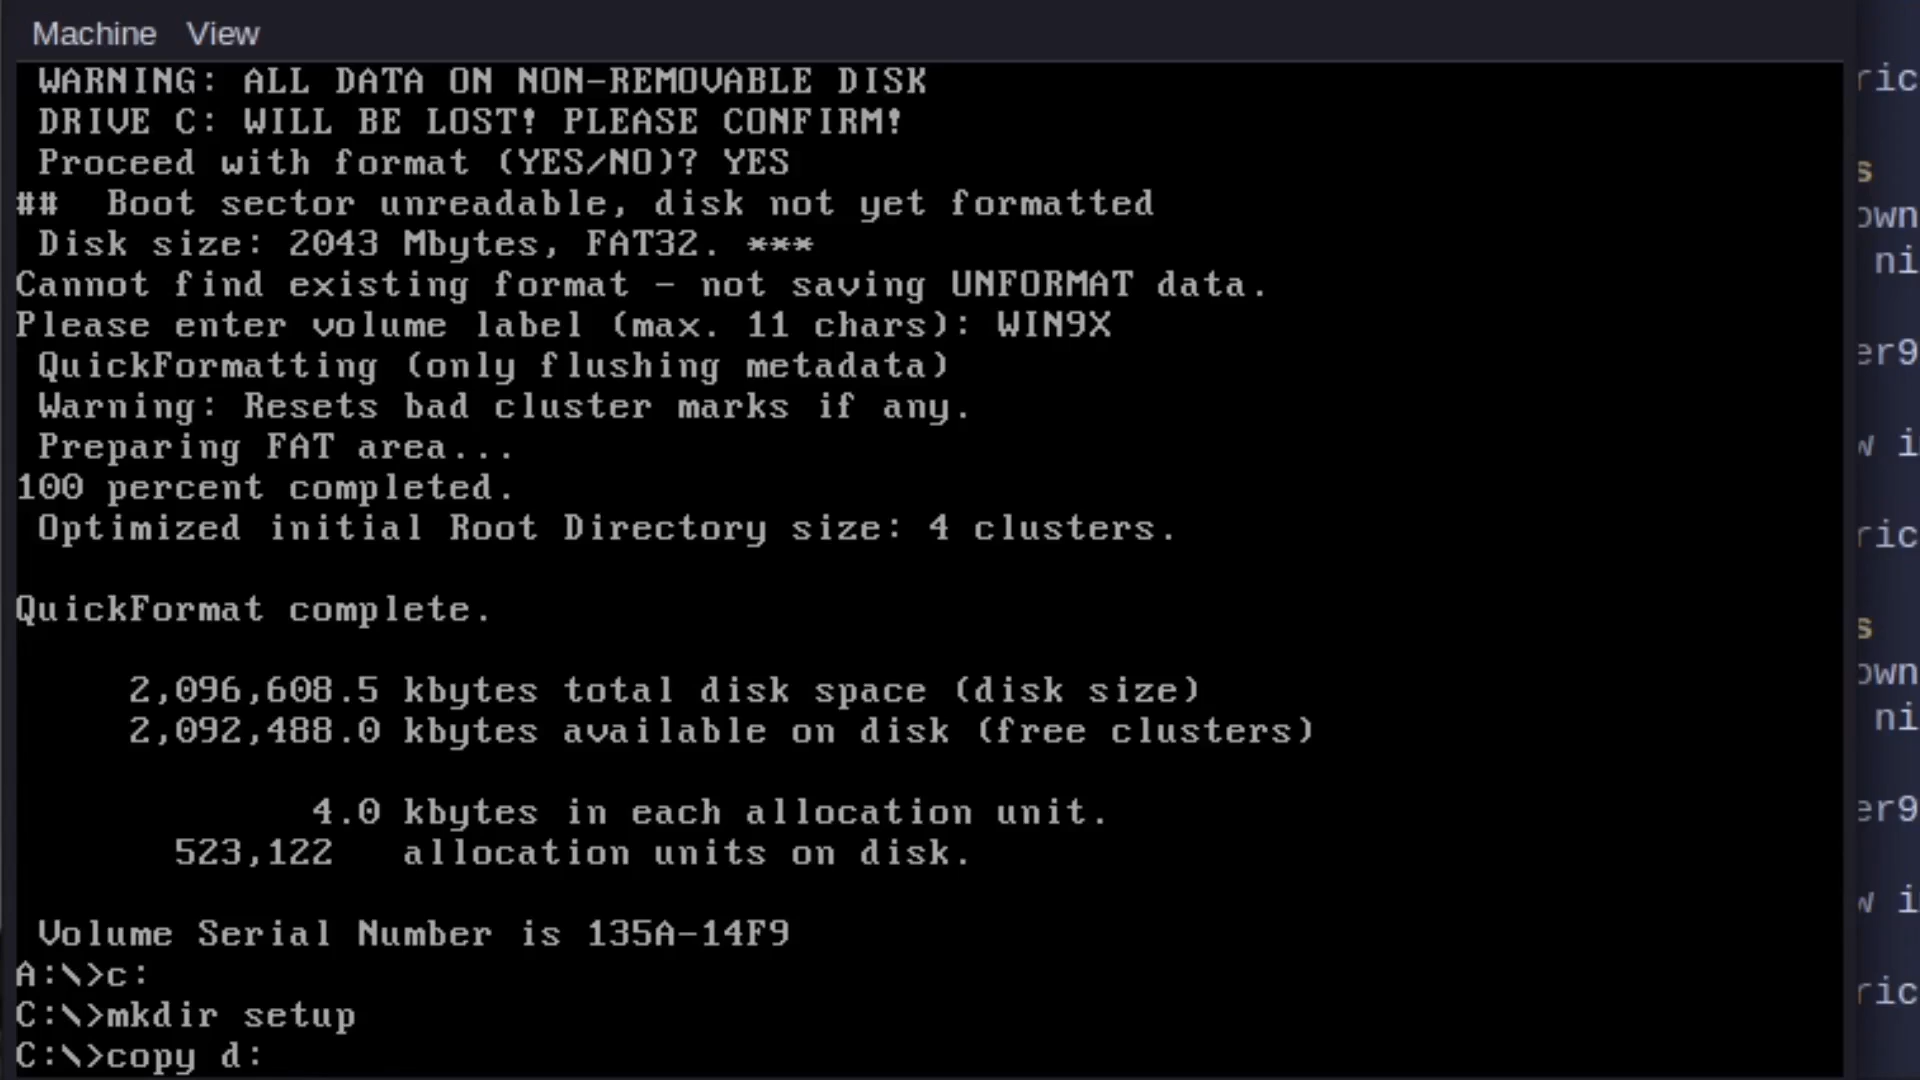 Machine View
WARNING: ALL DATA ON NON-REMOVABLE DISK
DRIVE C: WILL BE LOST! PLEASE CONFIRM!
Proceed with format (YES/NO)? YES
## Boot sector unreadable, disk not yet formatted
Disk size: 2043 Mbytes, FAT32. ***
Cannot find existing format - not saving UNFORMAT data.
Please enter volume label (max. 11 chars): WIN9X
QuickFormatting (only flushing metadata)
Warning: Resets bad cluster marks if any.
Preparing FAT area...
100 percent completed.
Optimized initial Root Directory size: 4 clusters.
QuickFormat complete.
2,096,608.5 kbytes total disk space (disk size)
2,092,488.0 kbytes available on disk (free clusters)
4.0 kbytes in each allocation unit.
523,122 allocation units on disk.
Volume Serial Number is 135A-14F9
A:\>c:
C:\>mkdir setup
C:\>copy d: